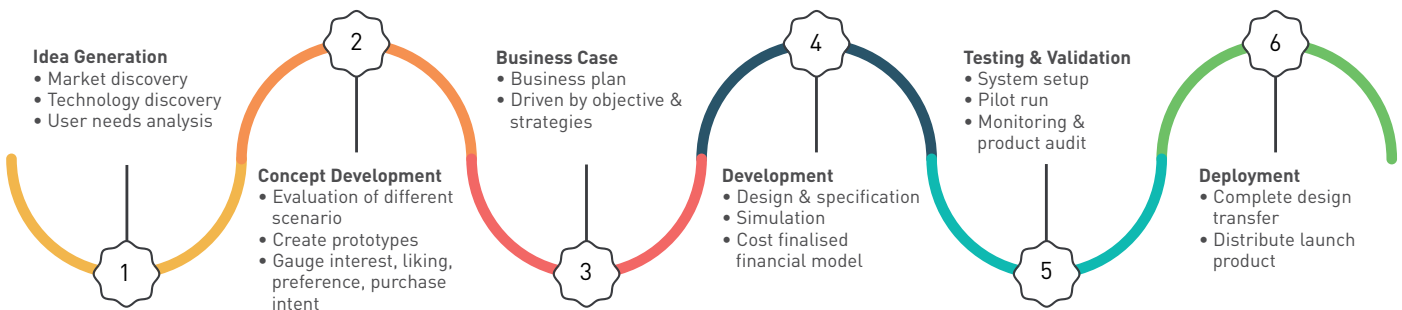 1
Idea Generation
• Market discovery
• Technology discovery
• User needs analysis
2
Concept Development
• Evaluation of different
scenario
• Create prototypes
• Gauge interest, liking,
preference, purchase
intent
3
Business Case
• Business plan
• Driven by objective &
strategies
4
Development
• Design & specification
• Simulation
• Cost finalised
financial model
5
Testing & Validation
• System setup
• Pilot run
• Monitoring &
product audit
6
Deployment
• Complete design
transfer
• Distribute launch
product